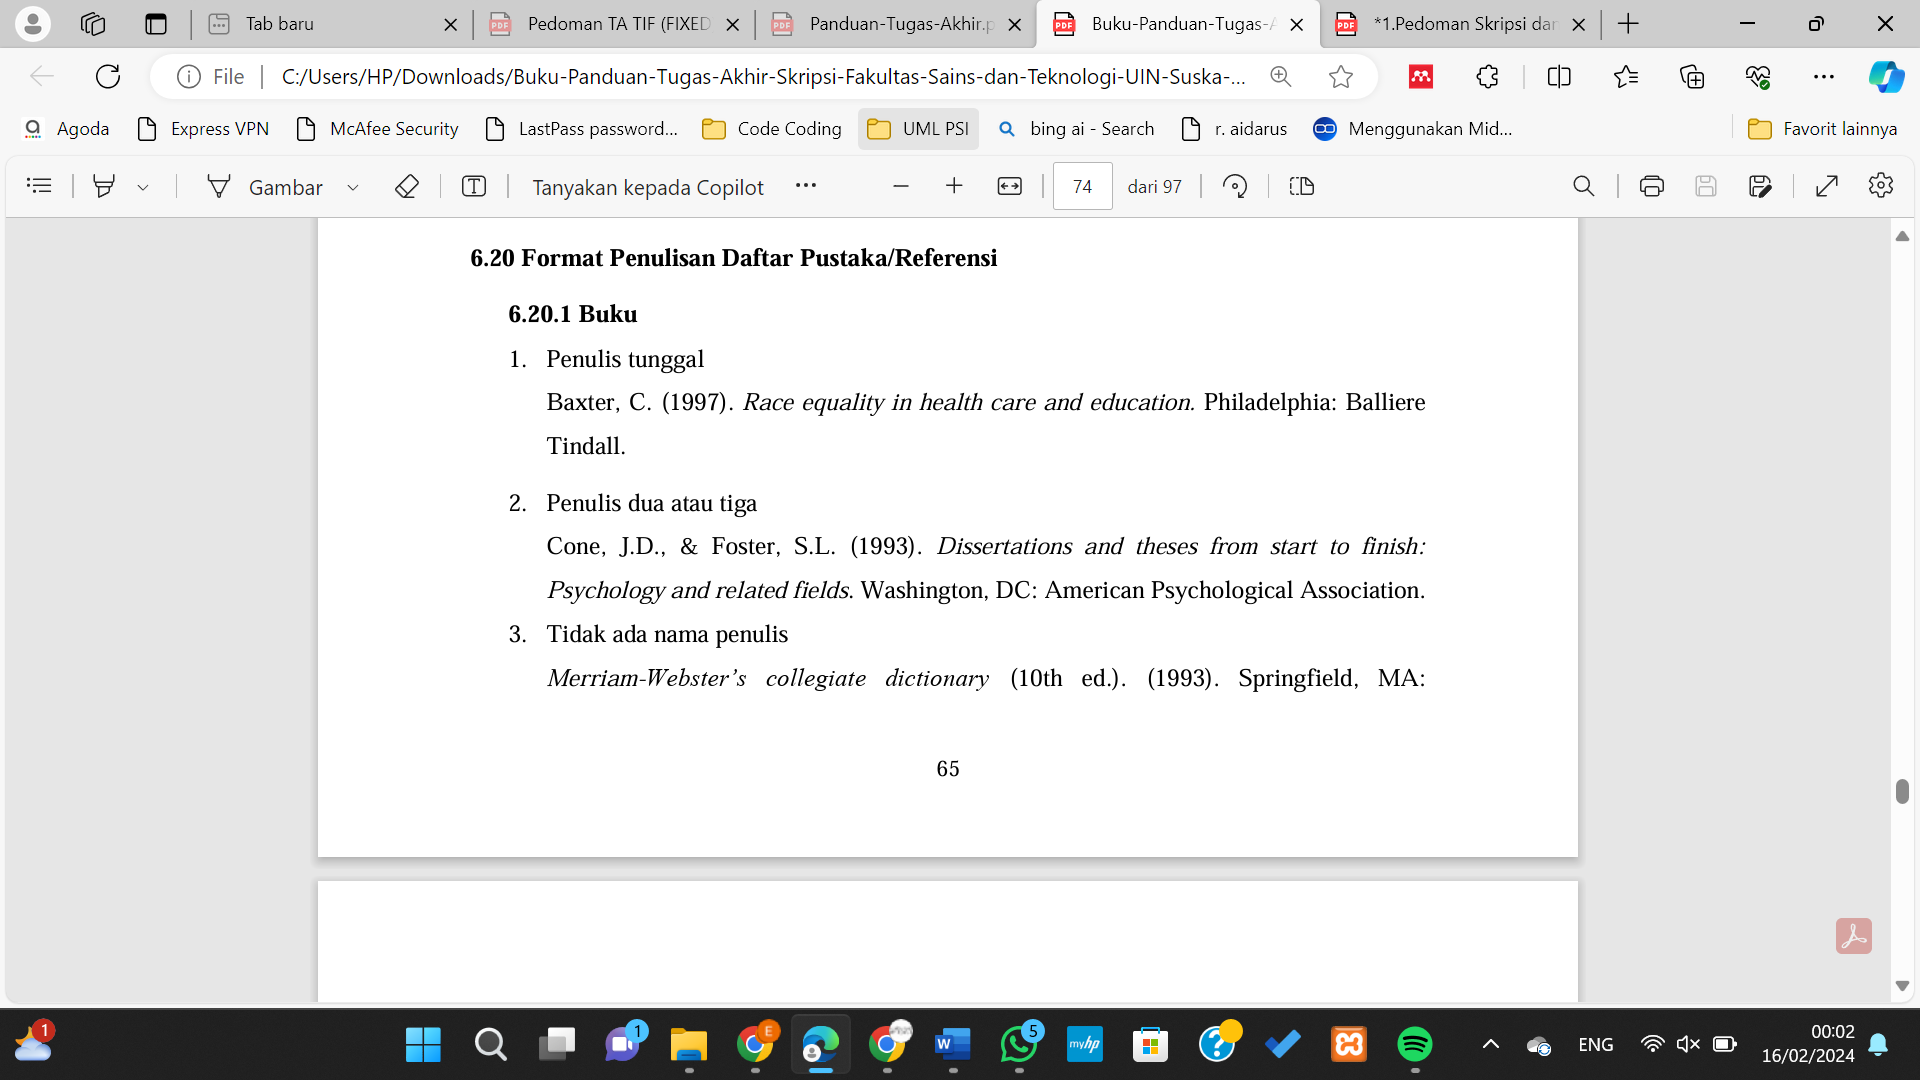 Tab baru
Pedoman TA TIF (FIXED
Panduan-Tugas-Akhir.p
Buku-Panduan-Tugas-A
*1.Pedoman Skripsi dan
File
C:/Users/HP/Downloads/Buku-Panduan-Tugas-Akhir-Skripsi-Fakultas-Sains-dan-Teknologi-UIN-Suska-...
Agoda
Express VPN
McAfee Security
LastPass password...
Code Coding
UML PSI
bing ai - Search
r. aidarus
Menggunakan Mid...
Favorit lainnya
Gambar
Tanyakan kepada Copilot
74
dari 97
6.20 Format Penulisan Daftar Pustaka/Referensi
6.20.1 Buku
1. Penulis tunggal
Baxter, C. (1997). Race equality in health care and education. Philadelphia: Balliere
Tindall.
2. Penulis dua atau tiga
Cone, J.D., & Foster, S.L. (1993). Dissertations and theses from start to finish:
Psychology and related fields. Washington, DC: American Psychological Association.
3. Tidak ada nama penulis
Merriam-Webster's collegiate dictionary (10th ed.). (1993). Springfield, MA:
65
1
1
E
W
5
myhp
ENG
00:02
16/02/2024